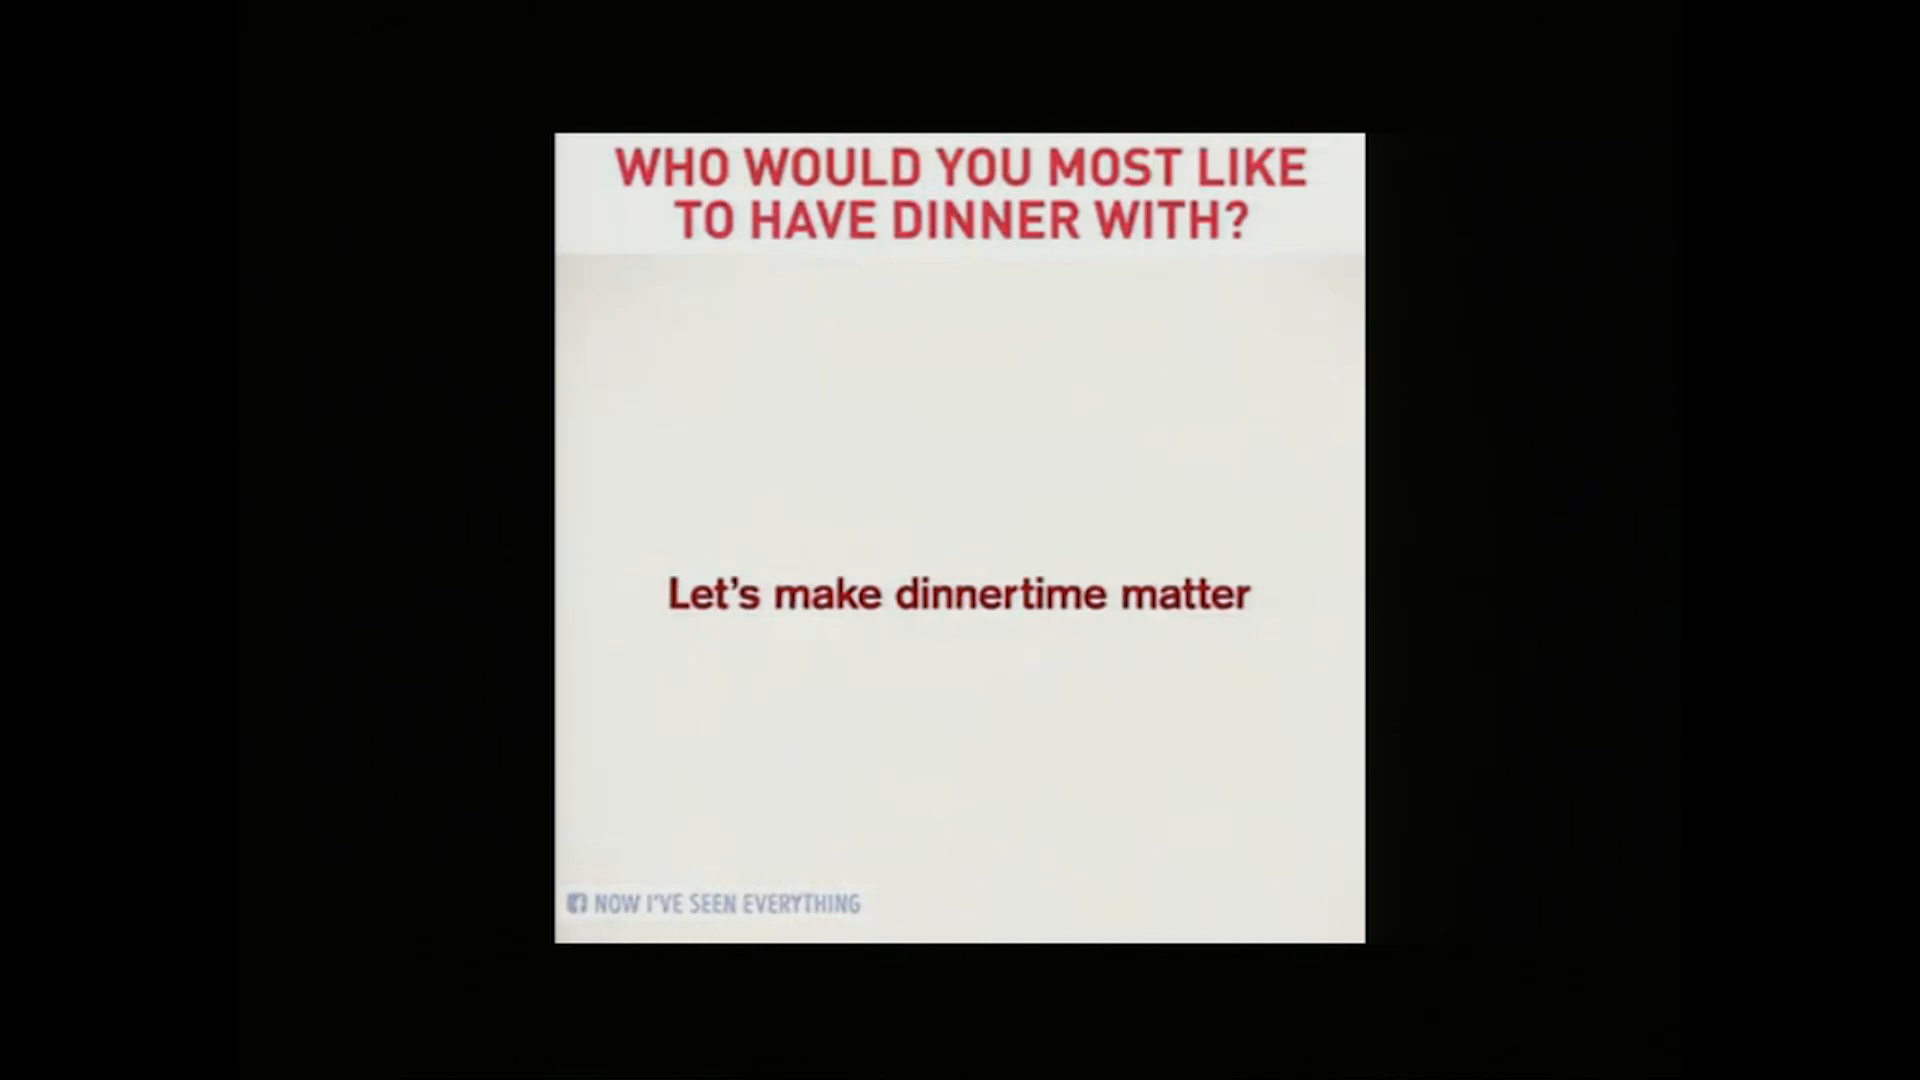 WHO WOULD YOU MOST LIKE
TO HAVE DINNER WITH?
Let's make dinnertime matter
NOW I'VE SEEN EVERYTHING